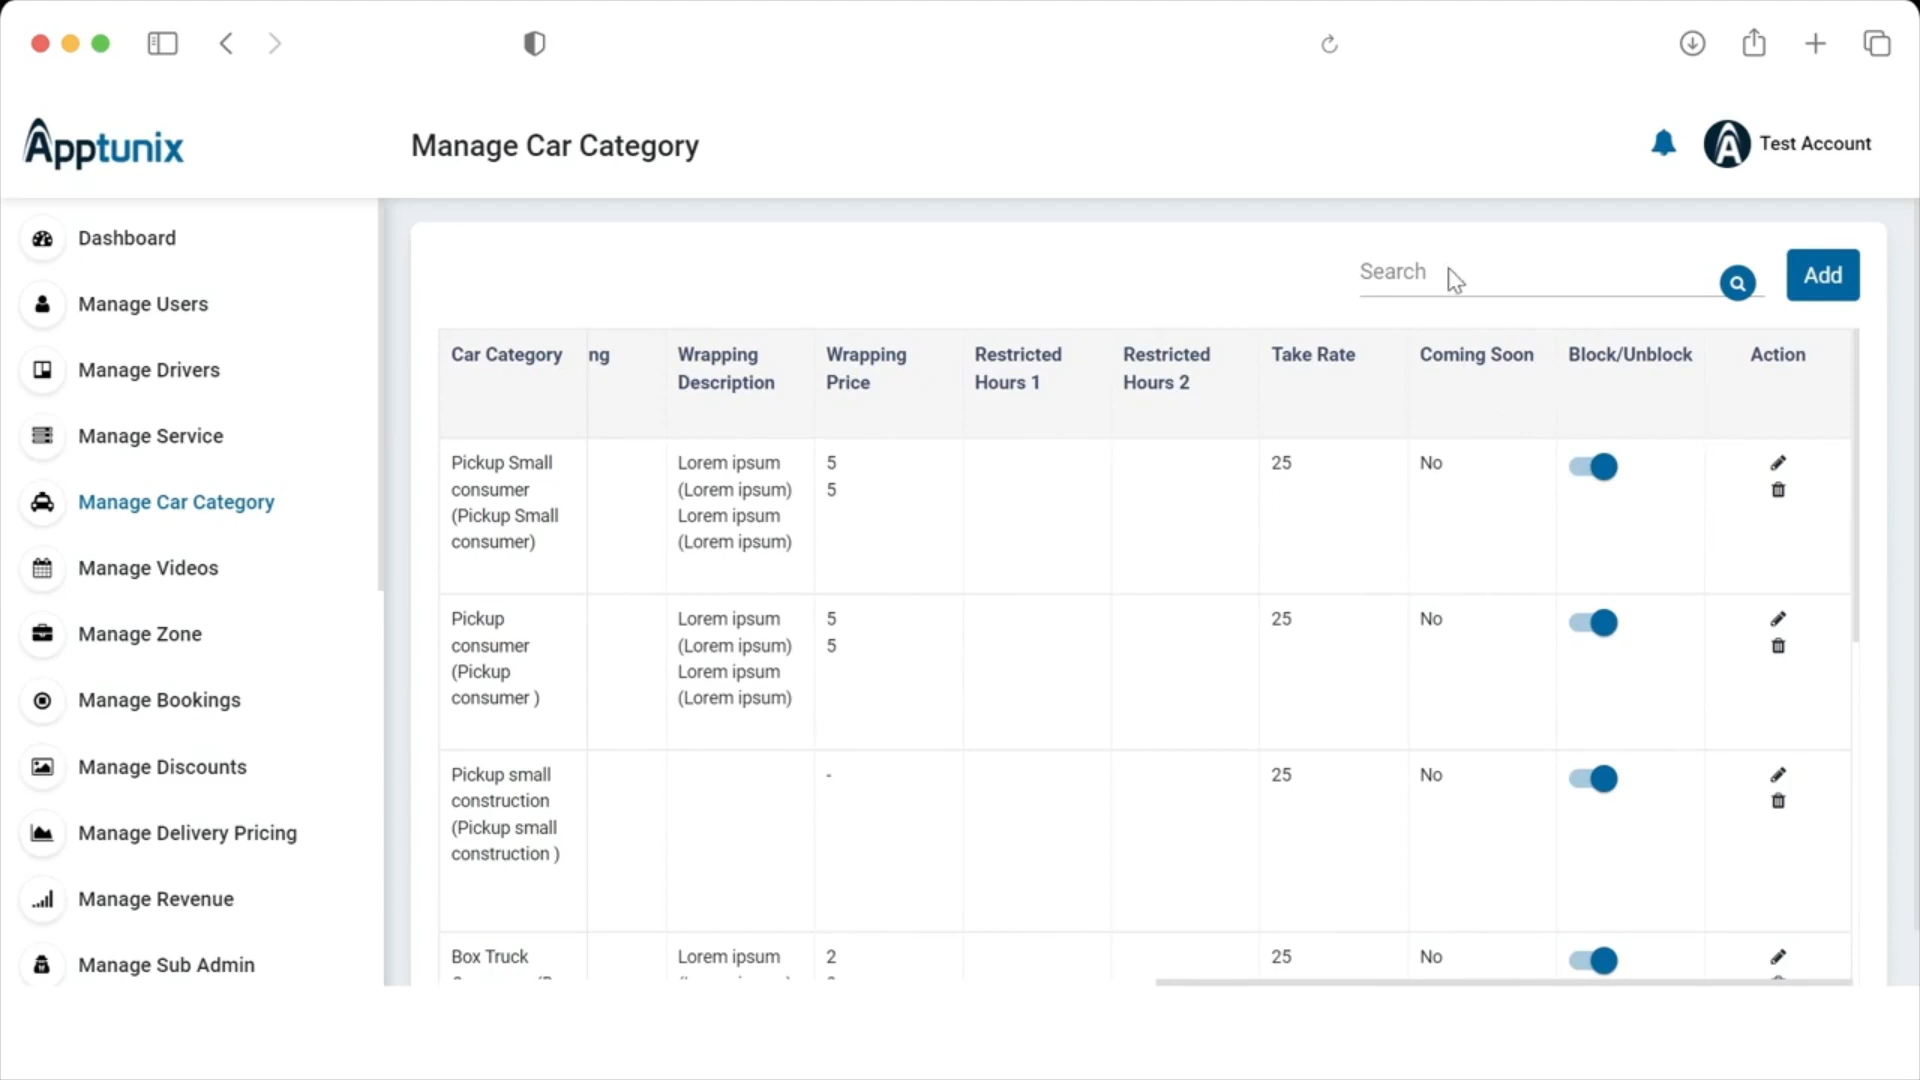 Apptunix
Manage Car Category
Test Account
Dashboard
Manage Users
Manage Drivers
Manage Service
Manage Car Category
Manage Videos
Manage Zone
Manage Bookings
Manage Discounts
Manage Delivery Pricing
Manage Revenue
Manage Sub Admin
Search
Add
Car Category
ng
Wrapping
Description
Wrapping
Price
Restricted
Hours 1
Restricted
Hours 2
Take Rate
Coming Soon
Block/Unblock
Action
Pickup Small
consumer
(Pickup Small
consumer)
Lorem ipsum
(Lorem ipsum)
Lorem ipsum
(Lorem ipsum)
5
5
25
No
Pickup
consumer
(Pickup
consumer )
Lorem ipsum
(Lorem ipsum)
Lorem ipsum
(Lorem ipsum)
5
5
25
No
Pickup small
construction
(Pickup small
construction )
-
25
No
Box Truck
Lorem ipsum
2
25
No